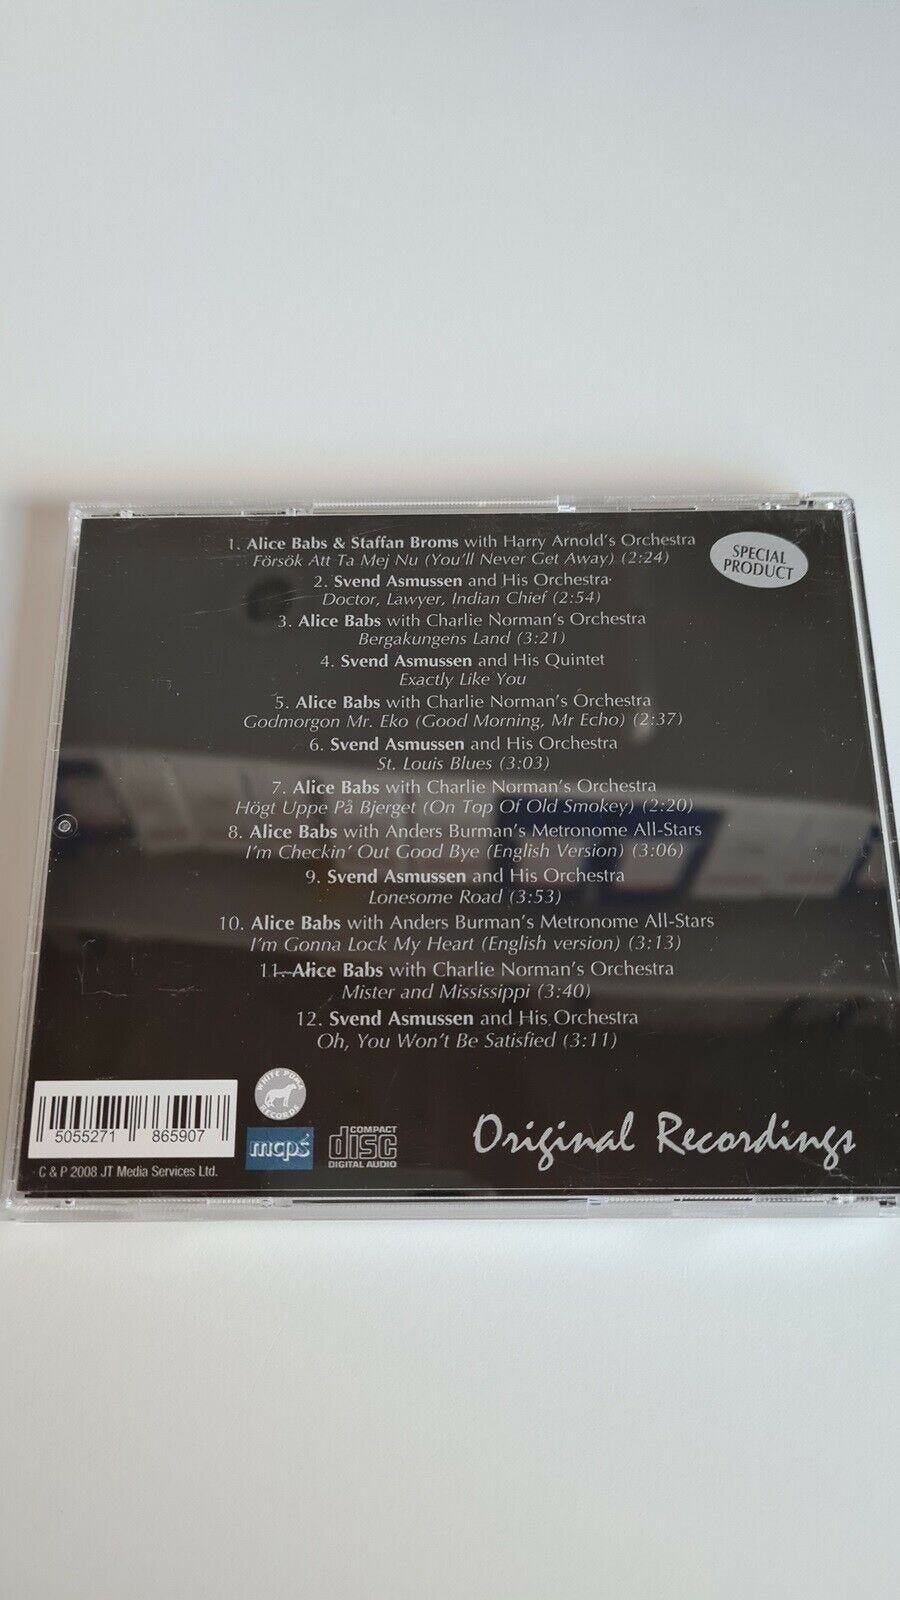 1. Alice Babs & Staffan Broms with Harry Arnold's Orchestra
Försök Att Ta Mej Nu (You'll Never Get Away) (2:24)
SPECIAL
PRODUCT
2. Svend Asmussen and His Orchestra
Doctor, Lawyer, Indian Chief (2:54)
3. Alice Babs with Charlie Norman's Orchestra
Bergakungens Land (3:21)
4. Svend Asmussen and His Quintet
Exactly Like You
5. Alice Babs with Charlie Norman's Orchestra
Godmorgon Mr. Eko (Good Morning, Mr Echo) (2:37)
6. Svend Asmussen and His Orchestra
St. Louis Blues (3:03)
7. Alice Babs with Charlie Norman's Orchestra
Högt Uppe På Bjerget (On Top Of Old Smokey) (2:20)
8. Alice Babs with Anders Burman's Metronome All-Stars
I'm Checkin' Out Good Bye (English Version) (3:06)
9. Svend Asmussen and His Orchestra
Lonesome Road (3:53)
10. Alice Babs with Anders Burman's Metronome All-Stars
I'm Gonna Lock My Heart (English version) (3:13)
11. Alice Babs with Charlie Norman's Orchestra
Mister and Mississippi (3:40)
12. Svend Asmussen and His Orchestra
Oh, You Won't Be Satisfied (3:11)
WHITE PUMA
RECORDS
5055271 865907
mcps
COMPACT
disc
DIGITAL AUDIO
Original Recordings
C & P 2008 JT Media Services Ltd.